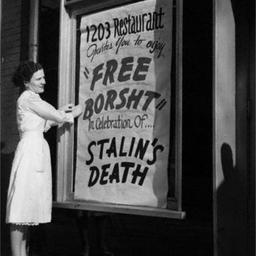 1203 Restaurant
Invites You to enjoy
"FREE
BORSHT"
In Celebration Of....
STALIN'S
DEATH